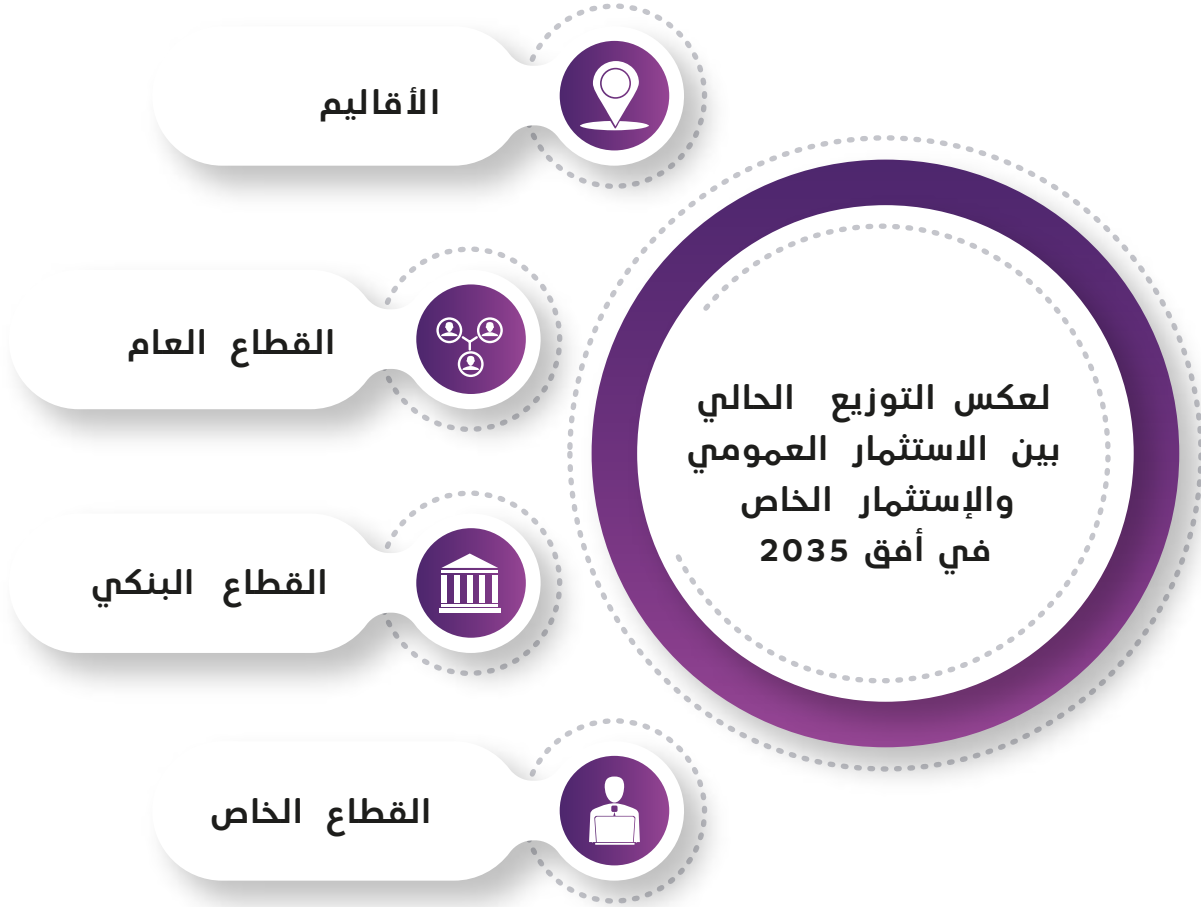 لعكس التوزيع الحالي
بين الاستثمار العمومي
والإستثمار الخاص
في أفق 2035
الأقاليم
القطاع العام
القطاع البنكي
القطاع الخاص